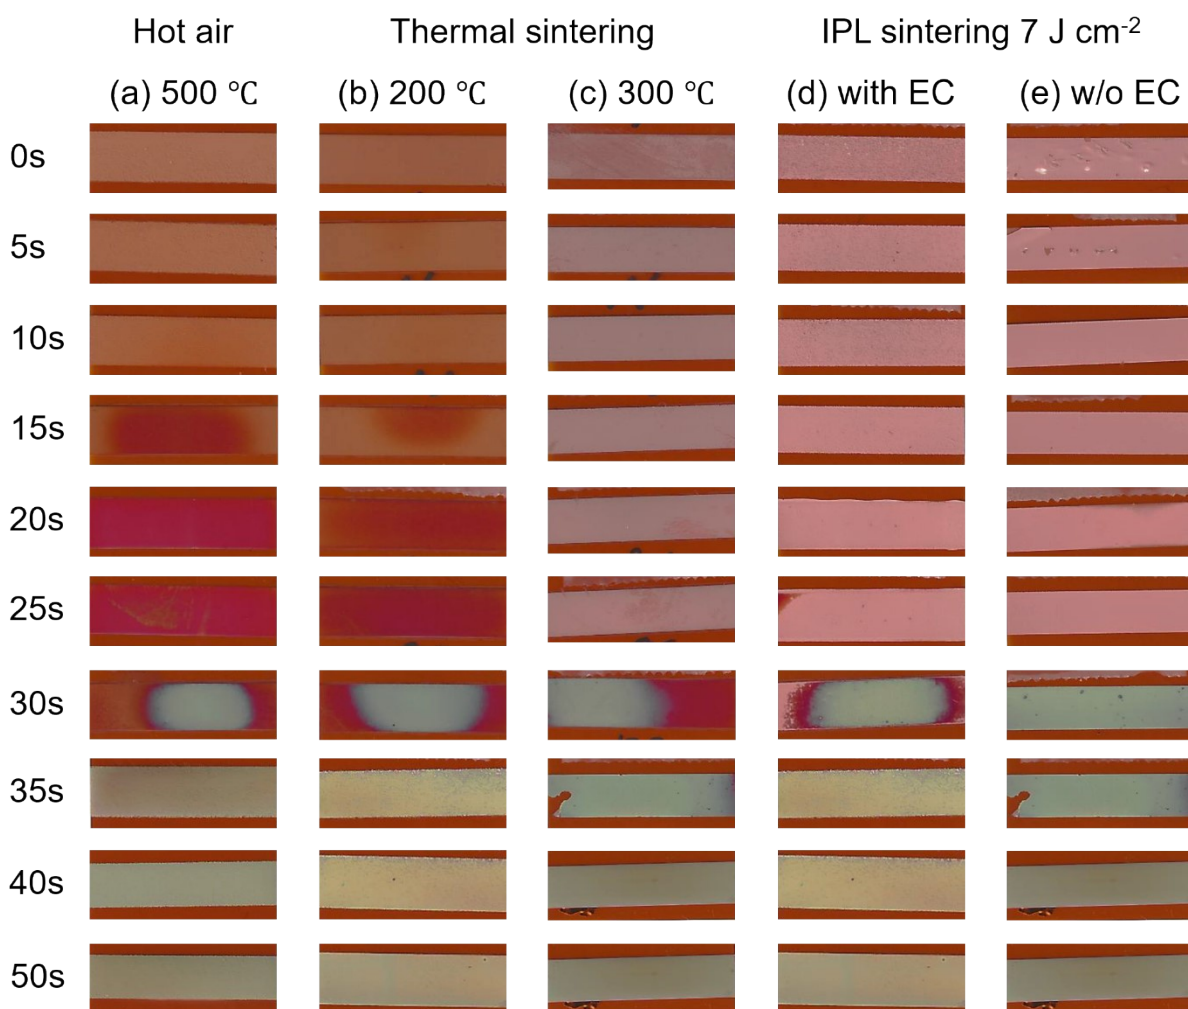 Hot air Thermal sintering IPL sintering 7 J cm⁻²
(a) 500 ℃ (b) 200 ℃ (c) 300 ℃ (d) with EC (e) w/o EC
0s
5s
10s
15s
20s
25s
30s
35s
40s
50s